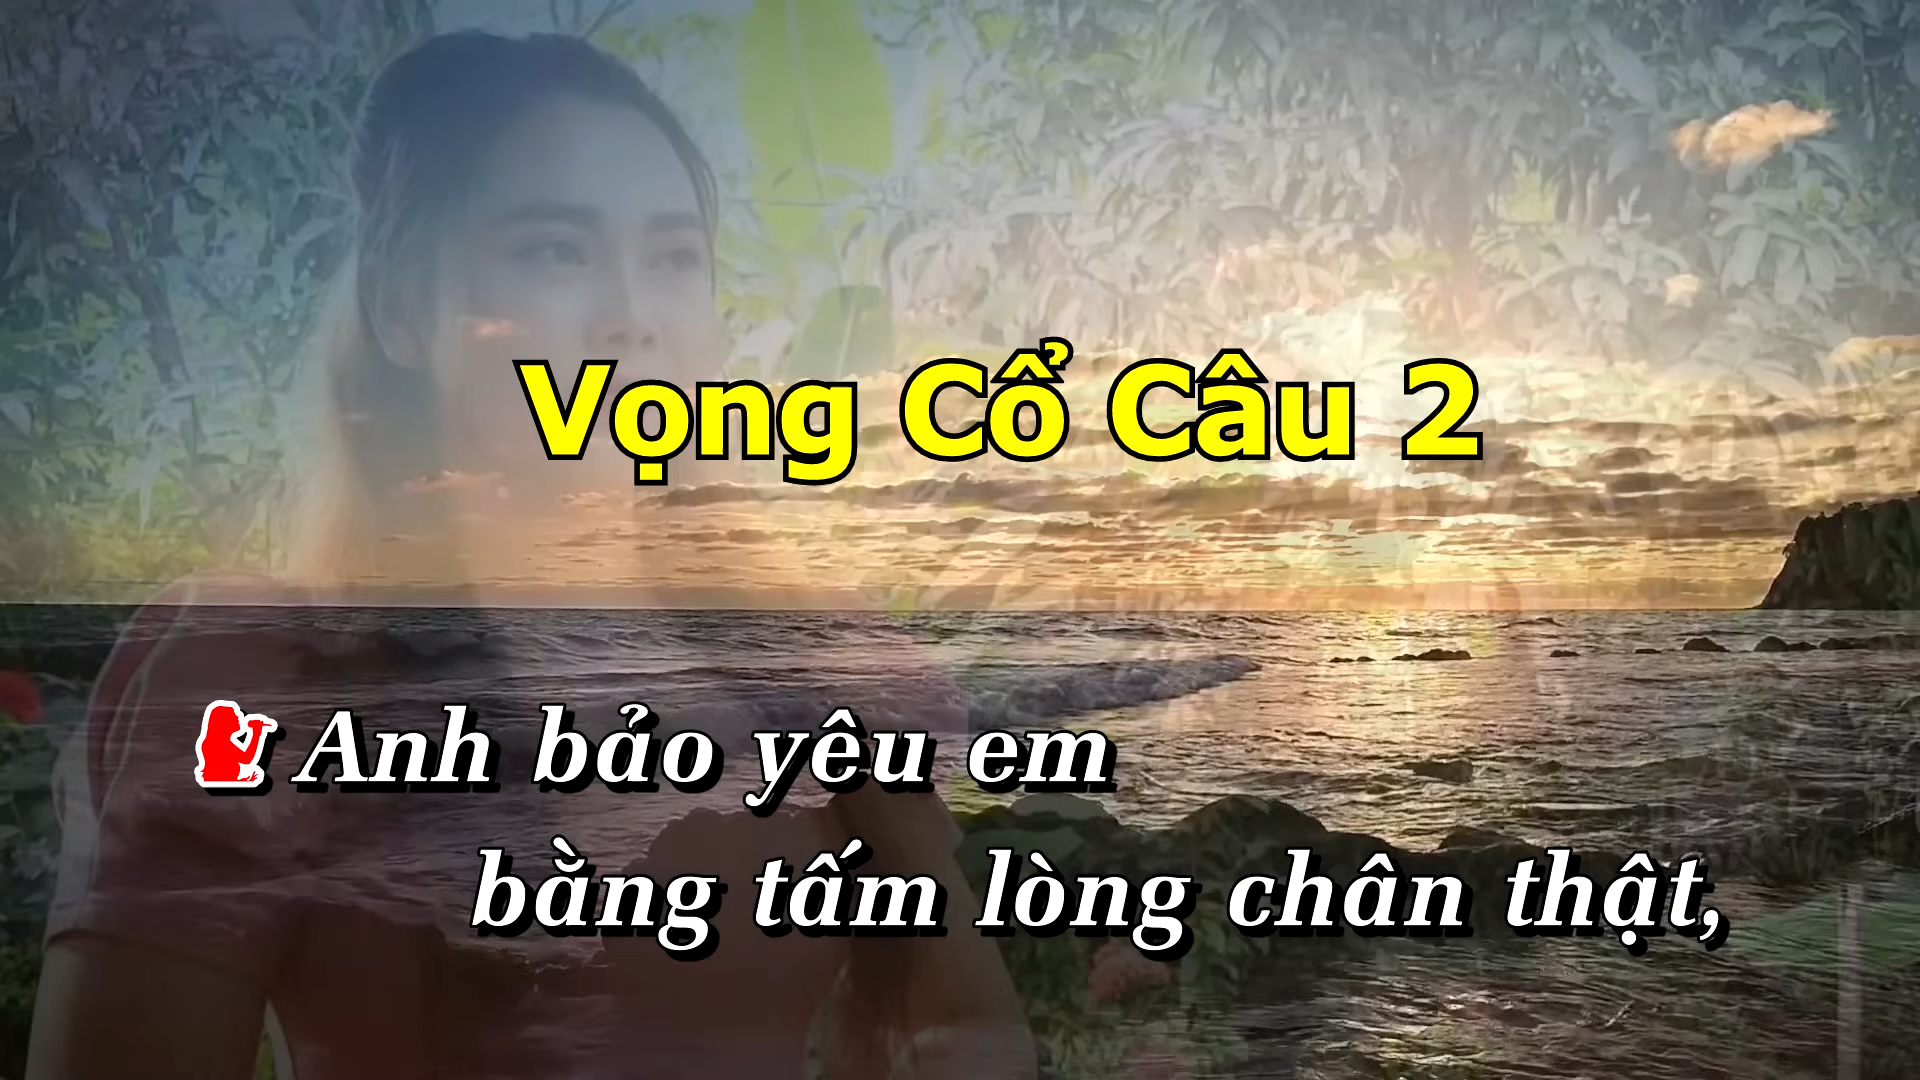 Vọng Cổ Câu 2
Anh bảo yêu em
bằng tấm lòng chân thật,